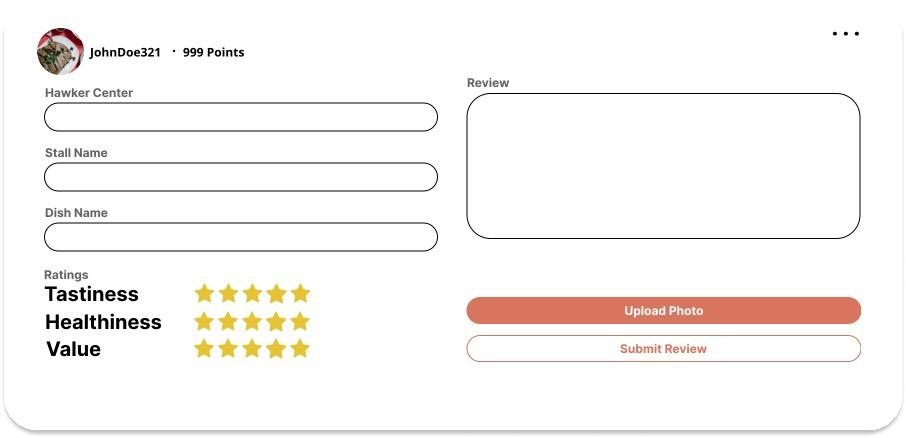 JohnDoe321 · 999 Points
Hawker Center
Stall Name
Dish Name
Ratings
Tastiness
Healthiness
Value
Review
Upload Photo
Submit Review